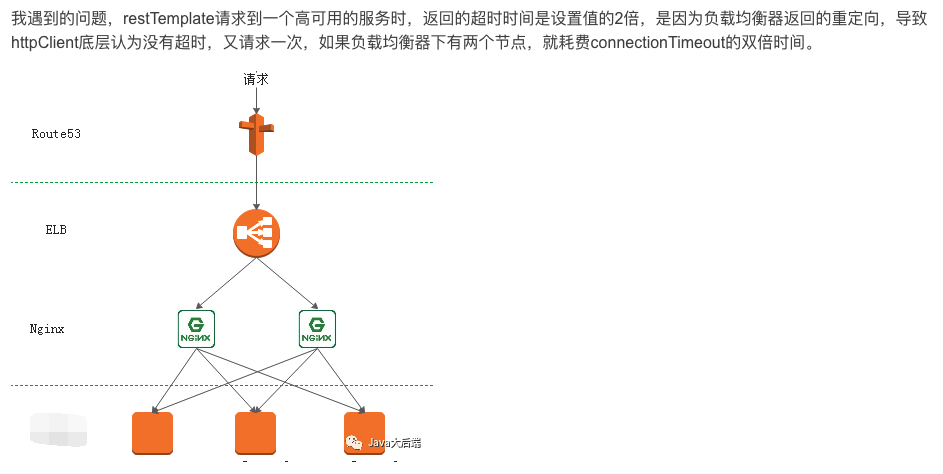 我遇到的问题，restTemplate请求到一个高可用的服务时，返回的超时时间是设置值的2倍，是因为负载均衡器返回的重定向，导致
httpClient底层认为没有超时，又请求一次，如果负载均衡器下有两个节点，就耗费connectionTimeout的双倍时间。
请求
Route53
ELB
Nginx
NGINX NGINX
Java大后端